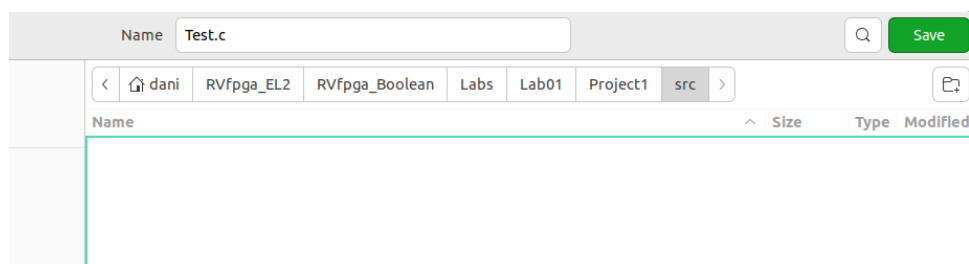 Name Test.c Save
dani RVfpga_EL2 RVfpga_Boolean Labs Lab01 Project1 src
Name Size Type Modified